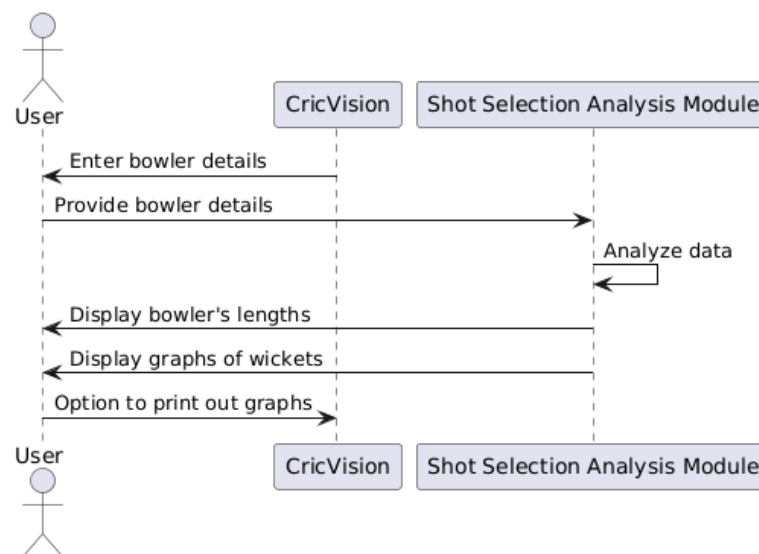 User
CricVision
Shot Selection Analysis Module
Enter bowler details
Provide bowler details
Analyze data
Display bowler's lengths
Display graphs of wickets
Option to print out graphs
User
CricVision
Shot Selection Analysis Module